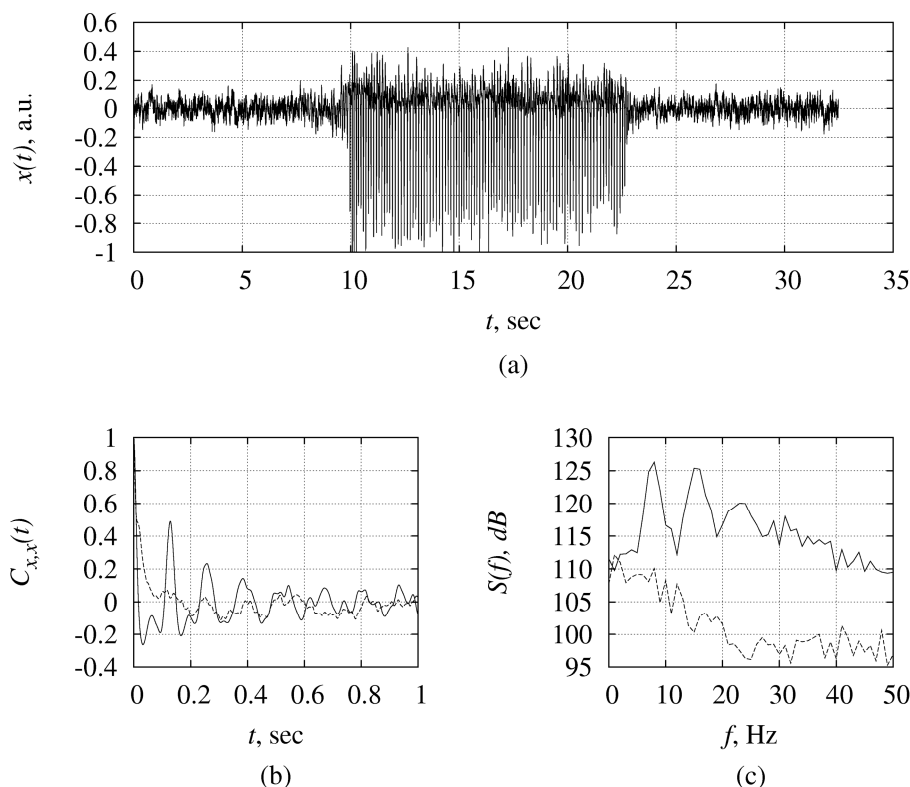 0.6
0.4
0.2
0
-0.2
-0.4
-0.6
-0.8
-1
x(t), a.u.
0 5 10 15 20 25 30 35
t, sec
(a)
1
0.8
0.6
0.4
0.2
0
-0.2
-0.4
C x,x (t)
0 0.2 0.4 0.6 0.8 1
t, sec
(b)
130
125
120
115
110
105
100
95
S(f), dB
0 10 20 30 40 50
f, Hz
(c)